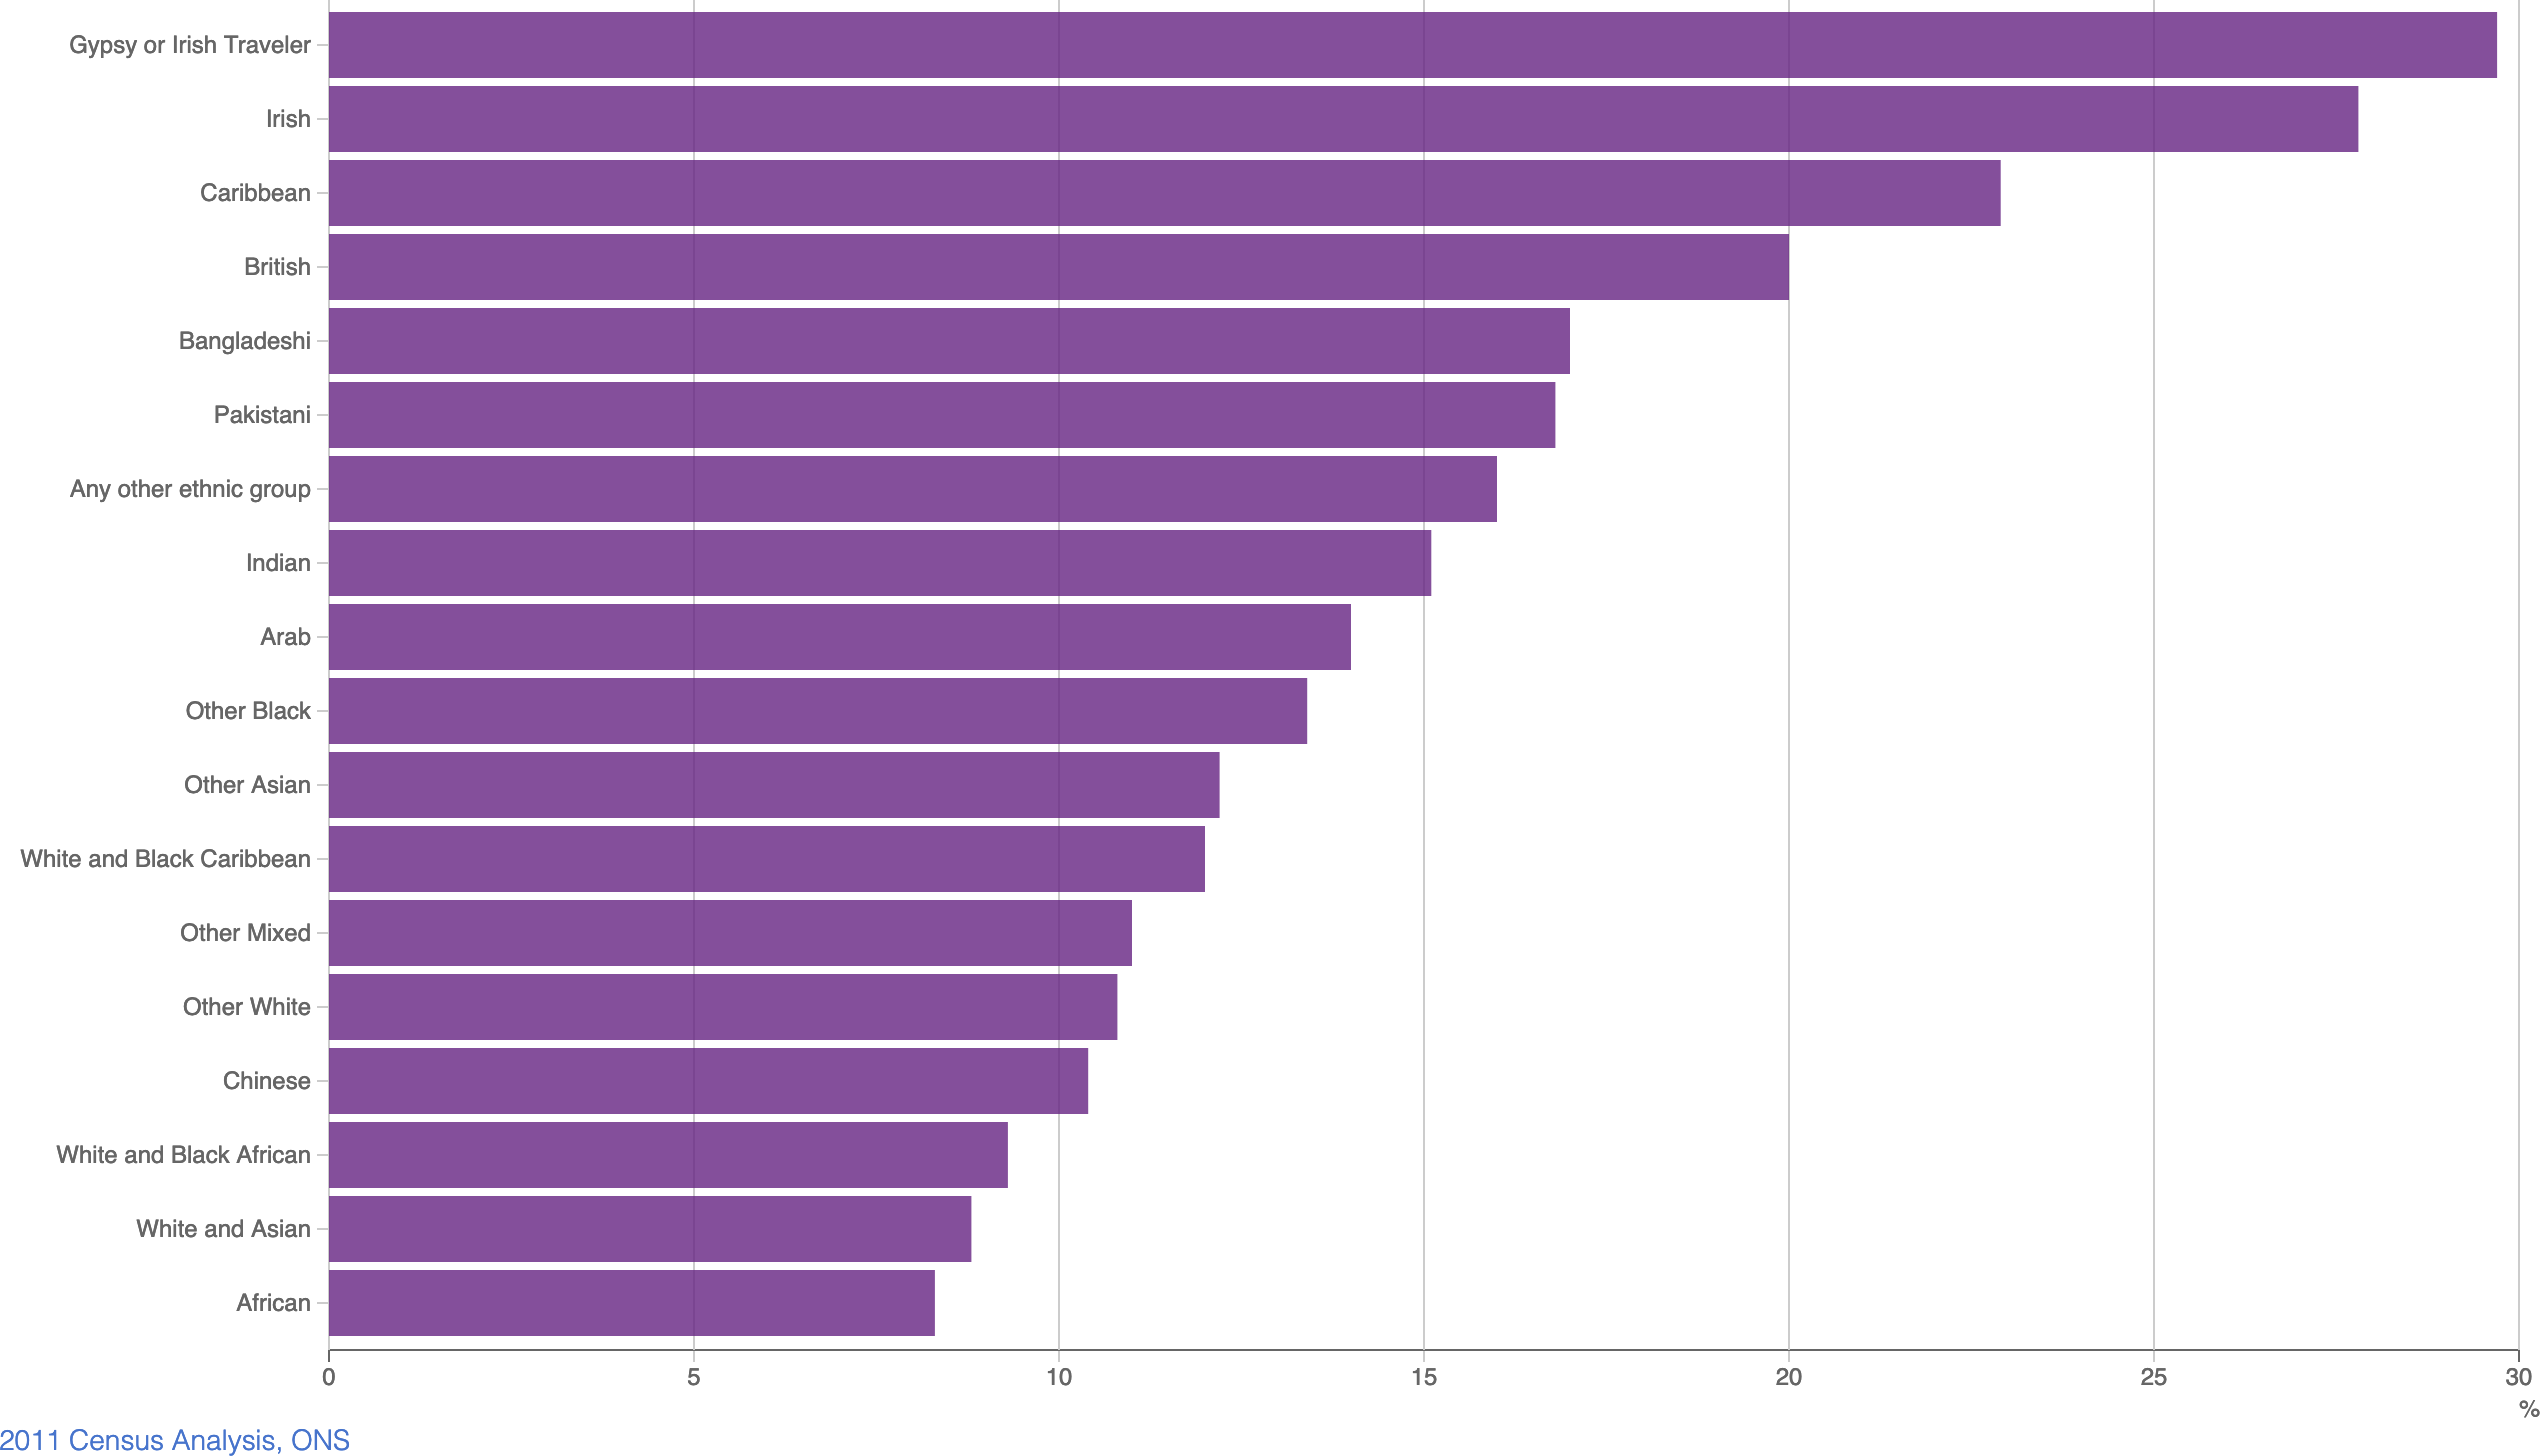 Gypsy or Irish Traveler
Irish
Caribbean
British
Bangladeshi
Pakistani
Any other ethnic group
Indian
Arab
Other Black
Other Asian
White and Black Caribbean
Other Mixed
Other White
Chinese
White and Black African
White and Asian
African
0 5 10 15 20 25 30
%
2011 Census Analysis, ONS